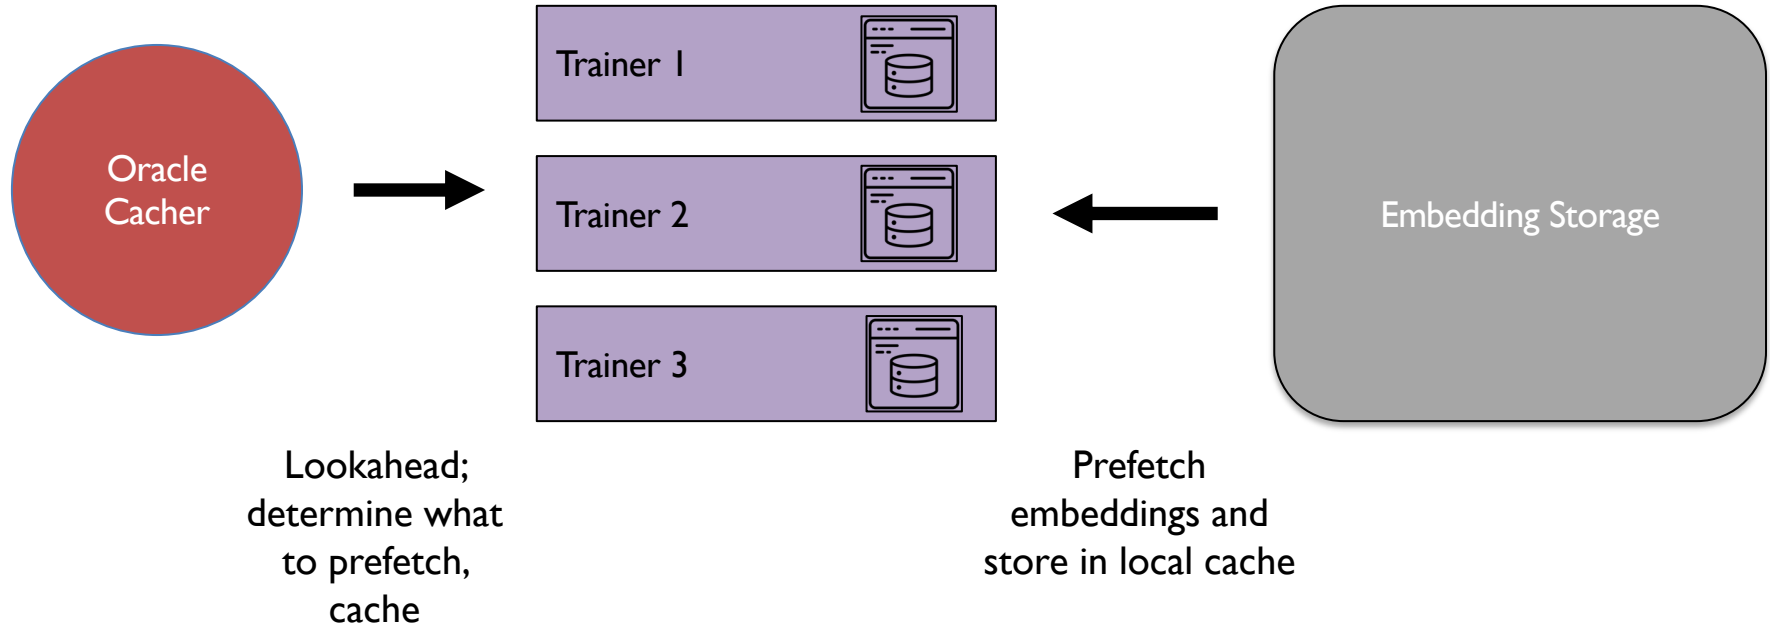 Oracle
Cacher
Trainer 1
Trainer 2
Trainer 3
Embedding Storage
Lookahead;
determine what
to prefetch,
cache
Prefetch
embeddings and
store in local cache